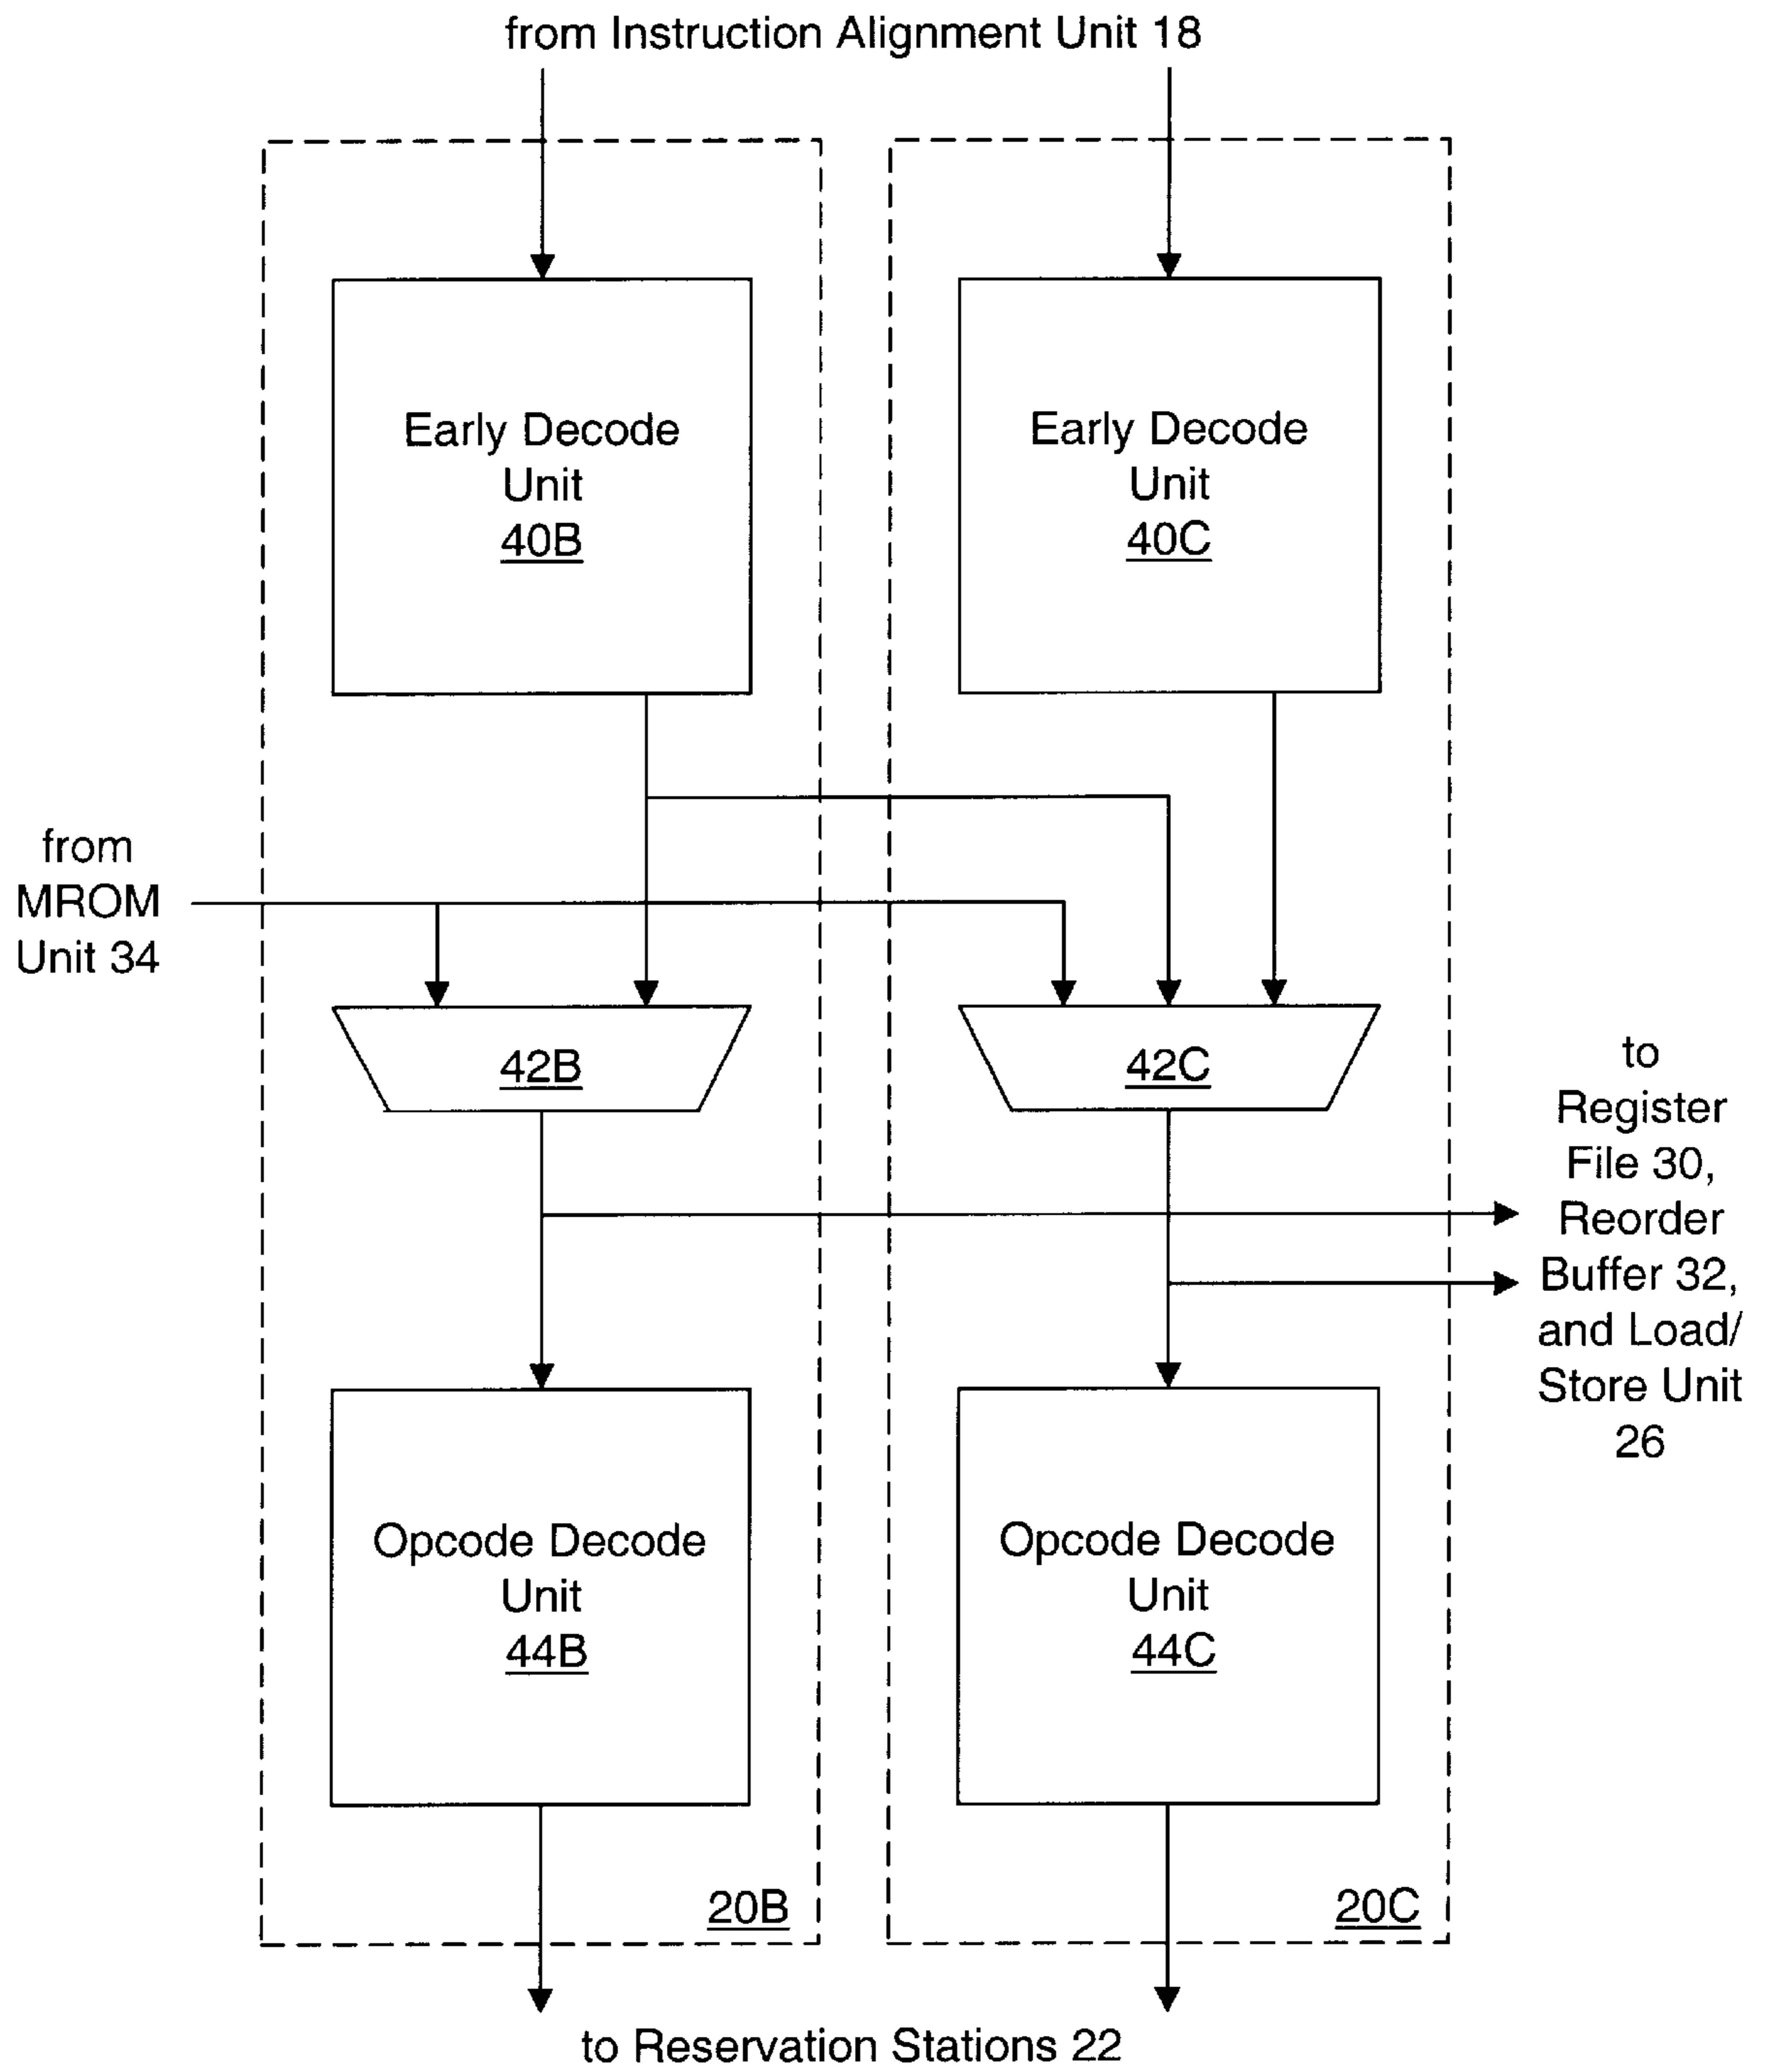 from Instruction Alignment Unit 18
Early Decode
Unit
40B
Early Decode
Unit
40C
from
MROM
Unit 34
42B
42C
to
Register
File 30,
Reorder
Buffer 32,
and Load/
Store Unit
26
Opcode Decode
Unit
44B
Opcode Decode
Unit
44C
20B
20C
to Reservation Stations 22